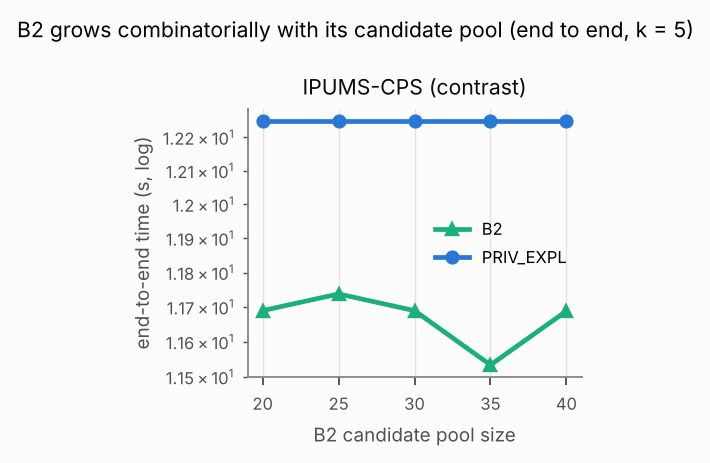 B2 grows combinatorially with its candidate pool (end to end, k = 5)
IPUMS-CPS (contrast)
end-to-end time (s, log)
1.22 × 10¹
1.21 × 10¹
1.2 × 10¹
1.19 × 10¹
1.18 × 10¹
1.17 × 10¹
1.16 × 10¹
1.15 × 10¹
B2
PRIV_EXPL
20 25 30 35 40
B2 candidate pool size